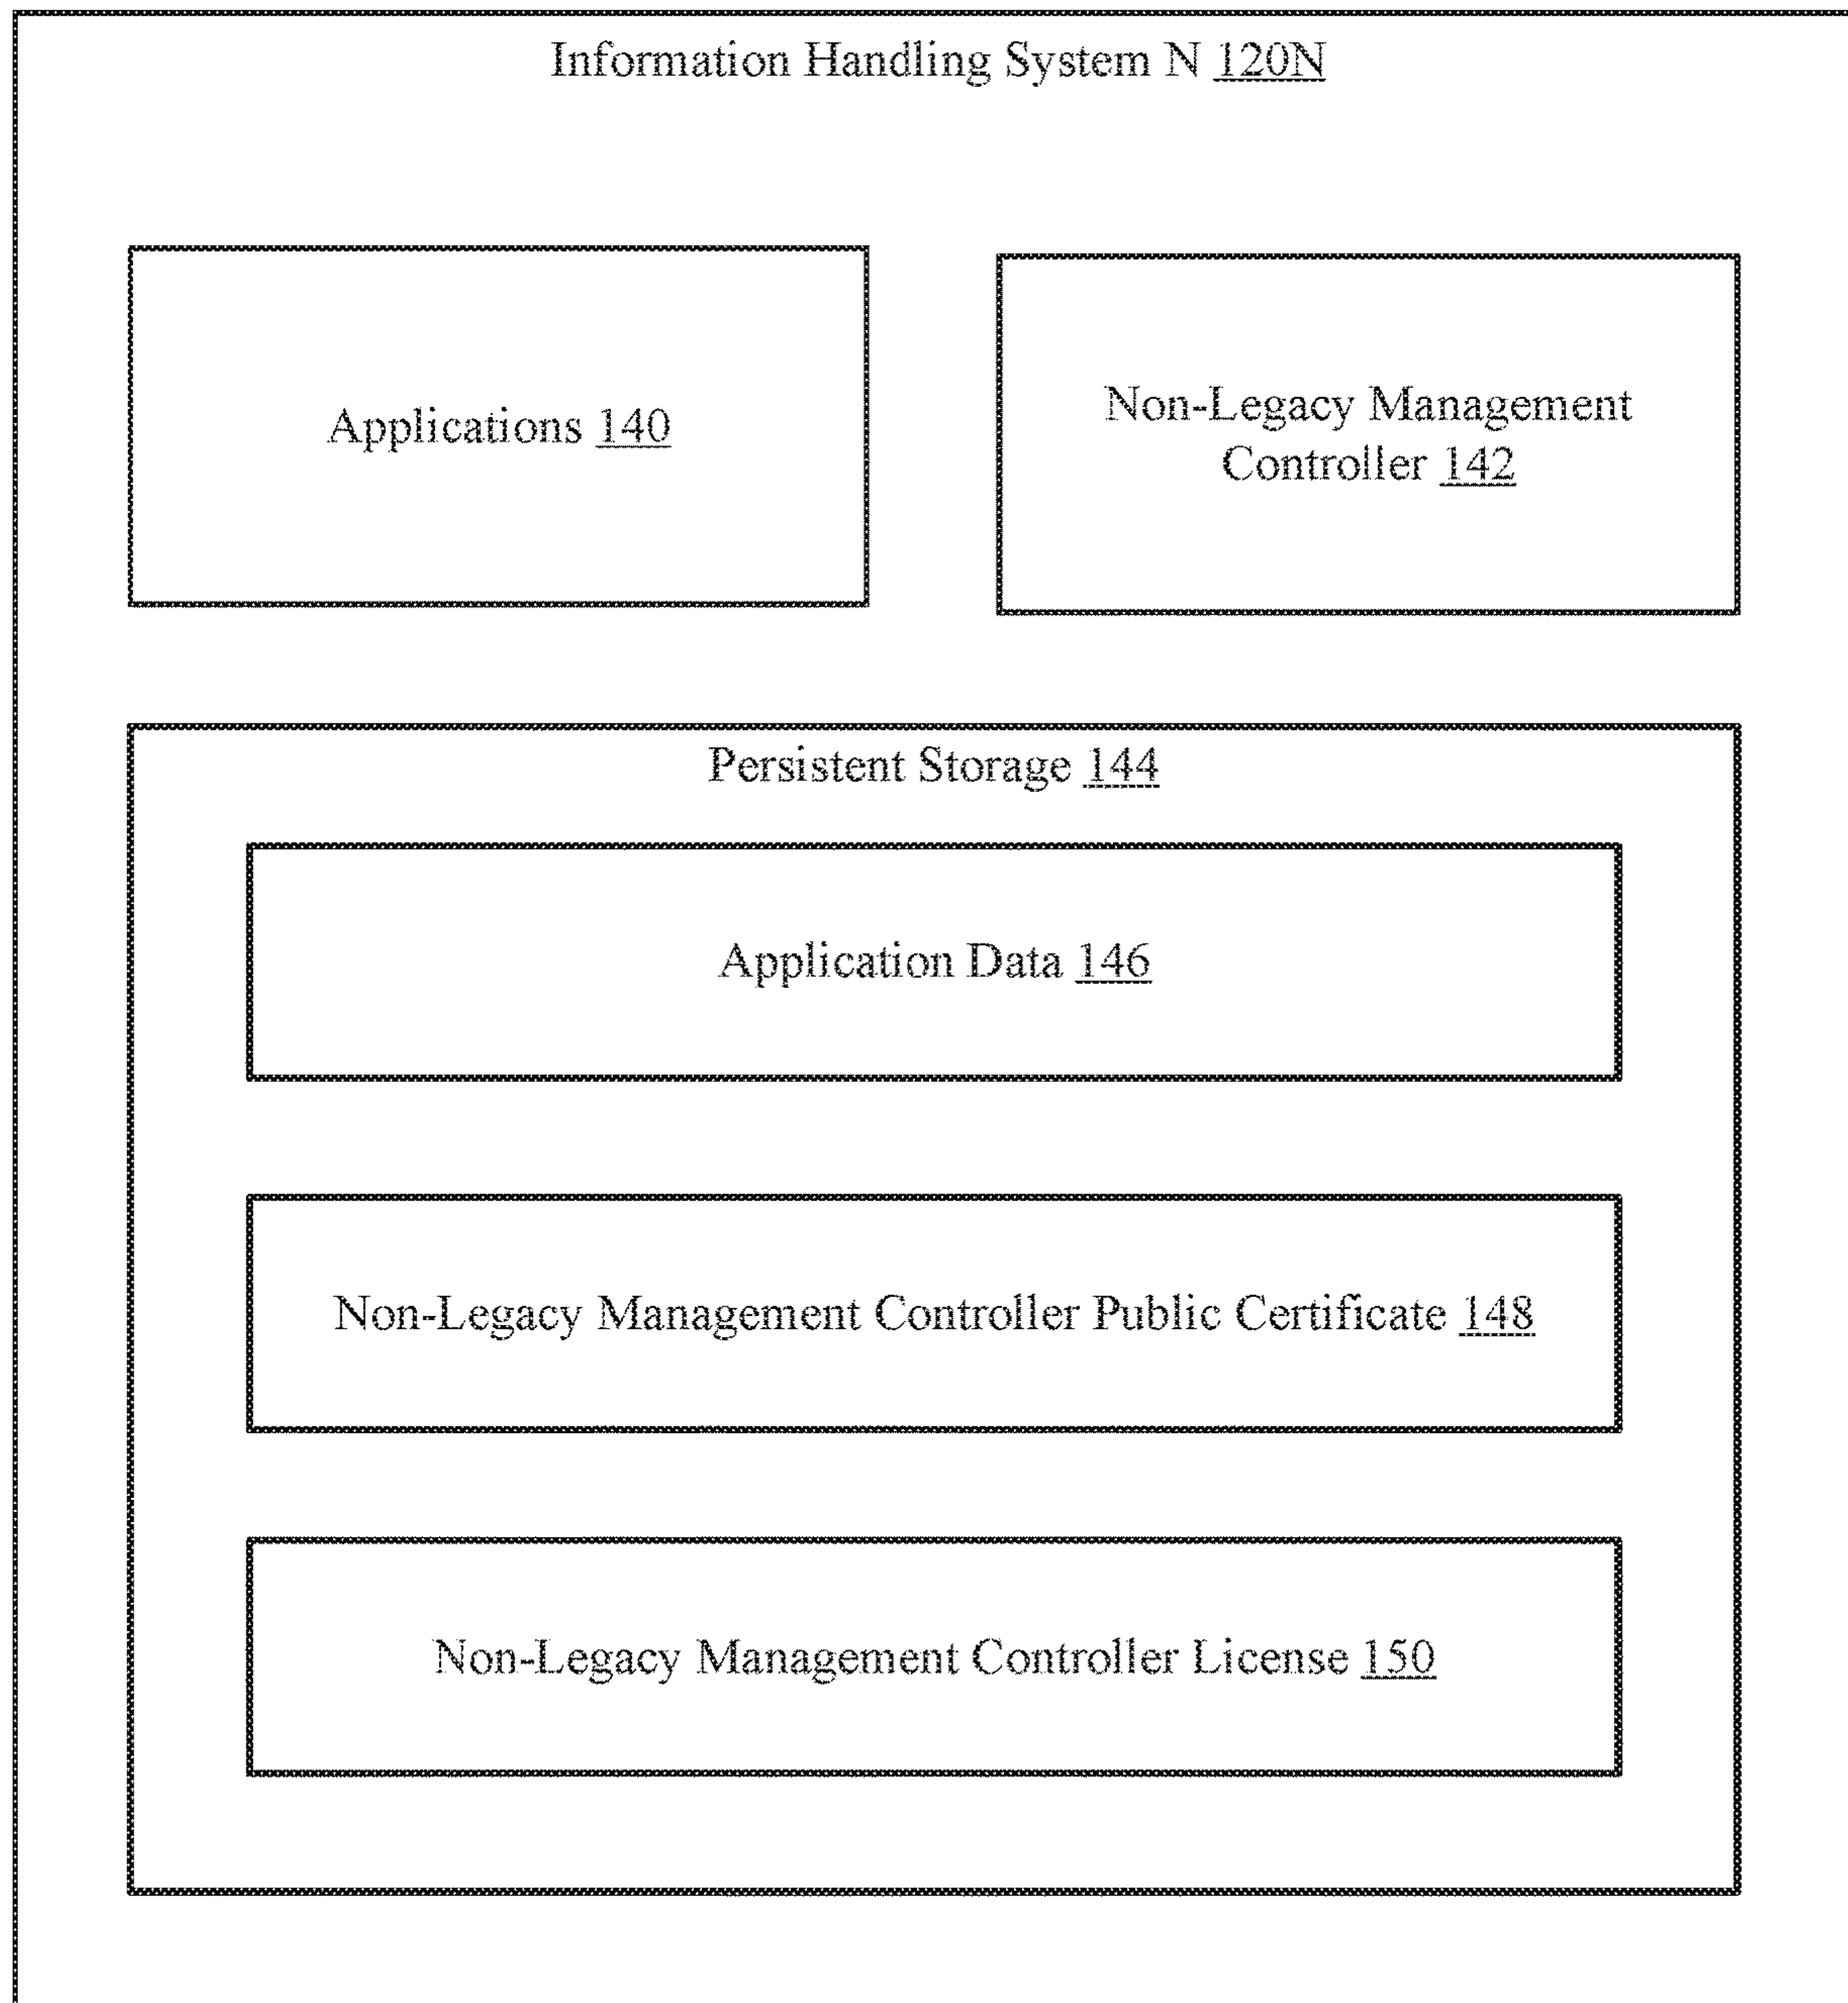 Information Handling System N 120N
Applications 140
Non-Legacy Management
Controller 142
Persistent Storage 144
Application Data 146
Non-Legacy Management Controller Public Certificate 148
Non-Legacy Management Controller License 150